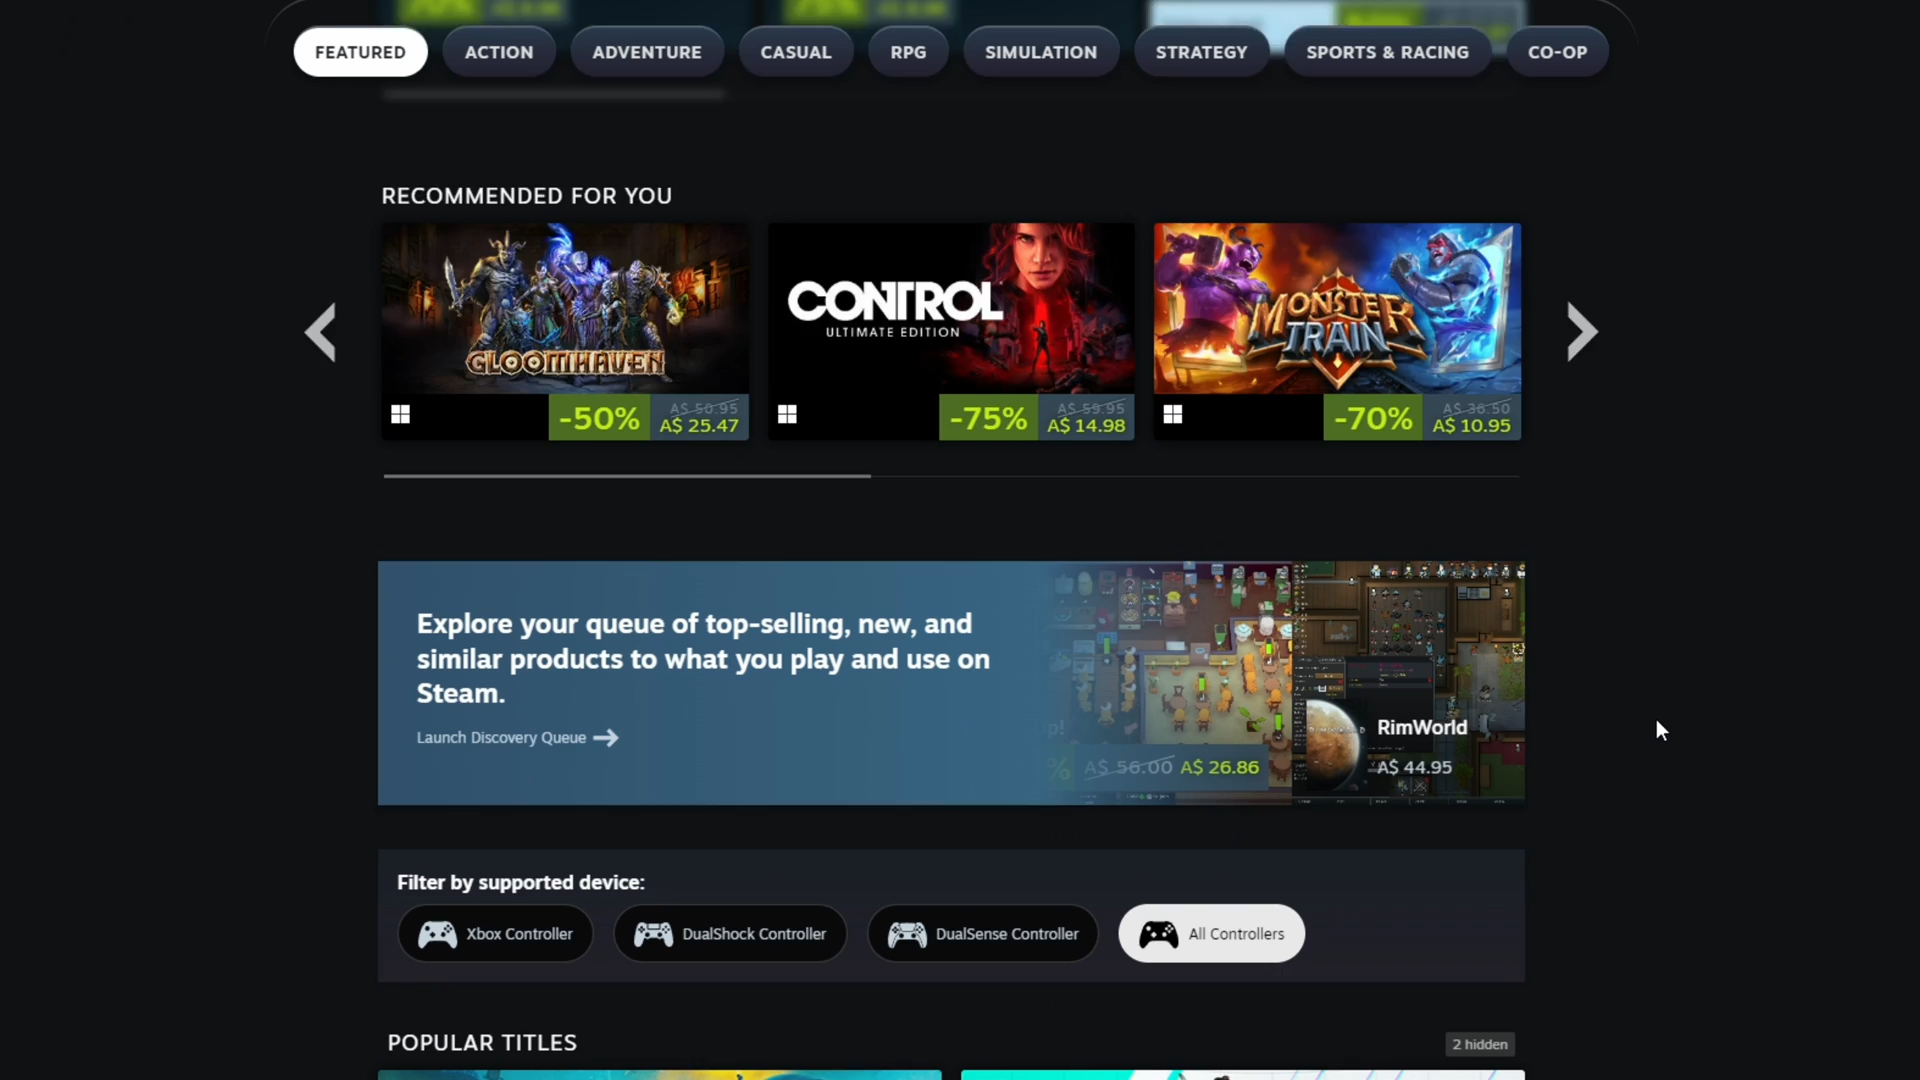 FEATURED
ACTION
ADVENTURE
CASUAL
RPG
SIMULATION
STRATEGY
SPORTS & RACING
CO-OP
RECOMMENDED FOR YOU
GLOOMHAVEN
CONTROL
ULTIMATE EDITION
MONSTER
TRAIN
-50%
A$ 50.95
A$ 25.47
-75%
A$ 59.95
A$ 14.98
-70%
A$ 36.50
A$ 10.95
Explore your queue of top-selling, new, and
similar products to what you play and use on
Steam.
Launch Discovery Queue
A$ 56.00 A$ 26.86
RimWorld
A$ 44.95
Filter by supported device:
Xbox Controller
DualShock Controller
DualSense Controller
All Controllers
POPULAR TITLES
2 hidden